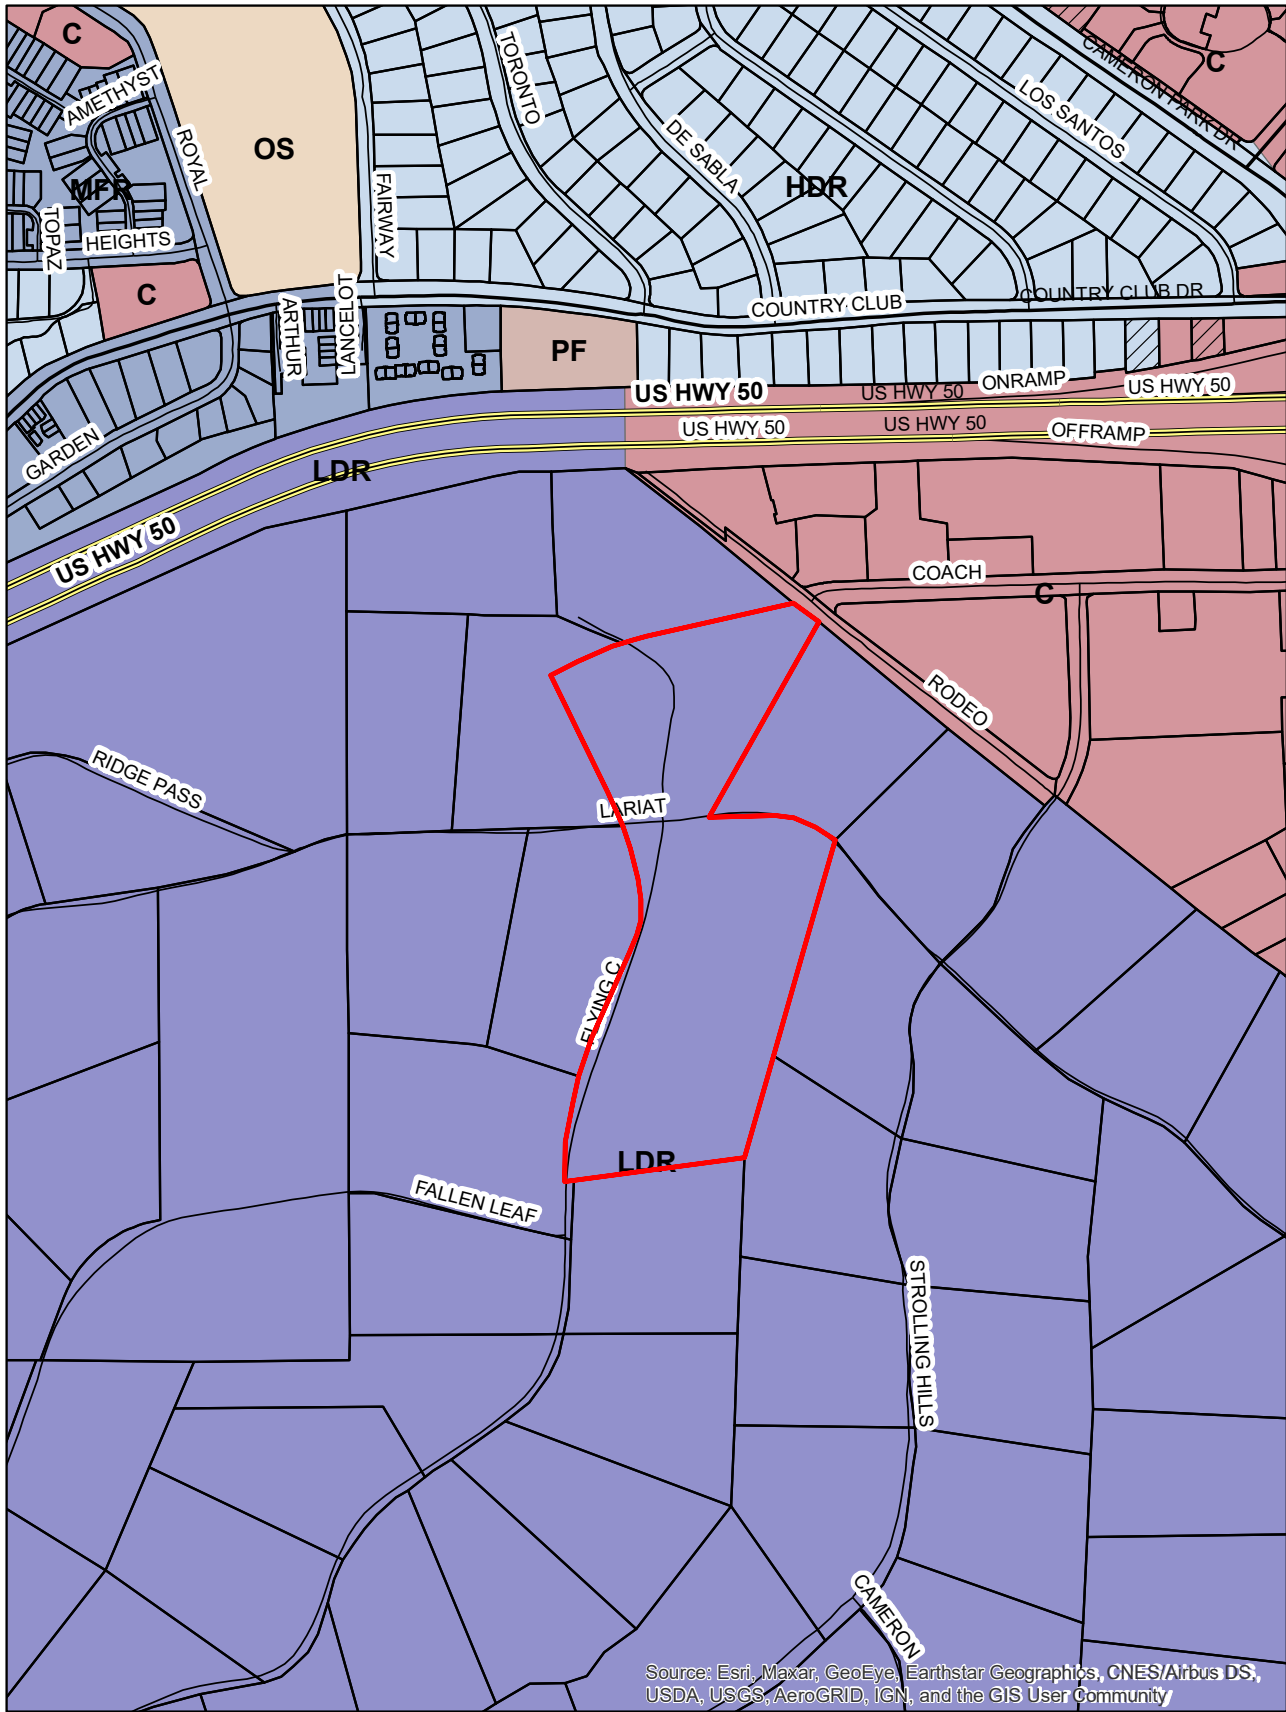 C
TORONTO
CAMERON PARK DR
C
AMETHYST
LOS SANTOS
OS
ROYAL
DE SABLA
MFR
HDR
FAIRWAY
TOPAZ
HEIGHTS
C
ARTHUR
LANCELOT
COUNTRY CLUB
COUNTRY CLUB DR
PF
US HWY 50
US HWY 50
ONRAMP
US HWY 50
US HWY 50
US HWY 50
OFFRAMP
GARDEN
LDR
US HWY 50
COACH
C
RODEO
RIDGE PASS
LARIAT
FLYING C
LDR
FALLEN LEAF
STROLLING HILLS
CAMERON
Source: Esri, Maxar, GeoEye, Earthstar Geographics, CNES/Airbus DS,
USDA, USGS, AeroGRID, IGN, and the GIS User Community